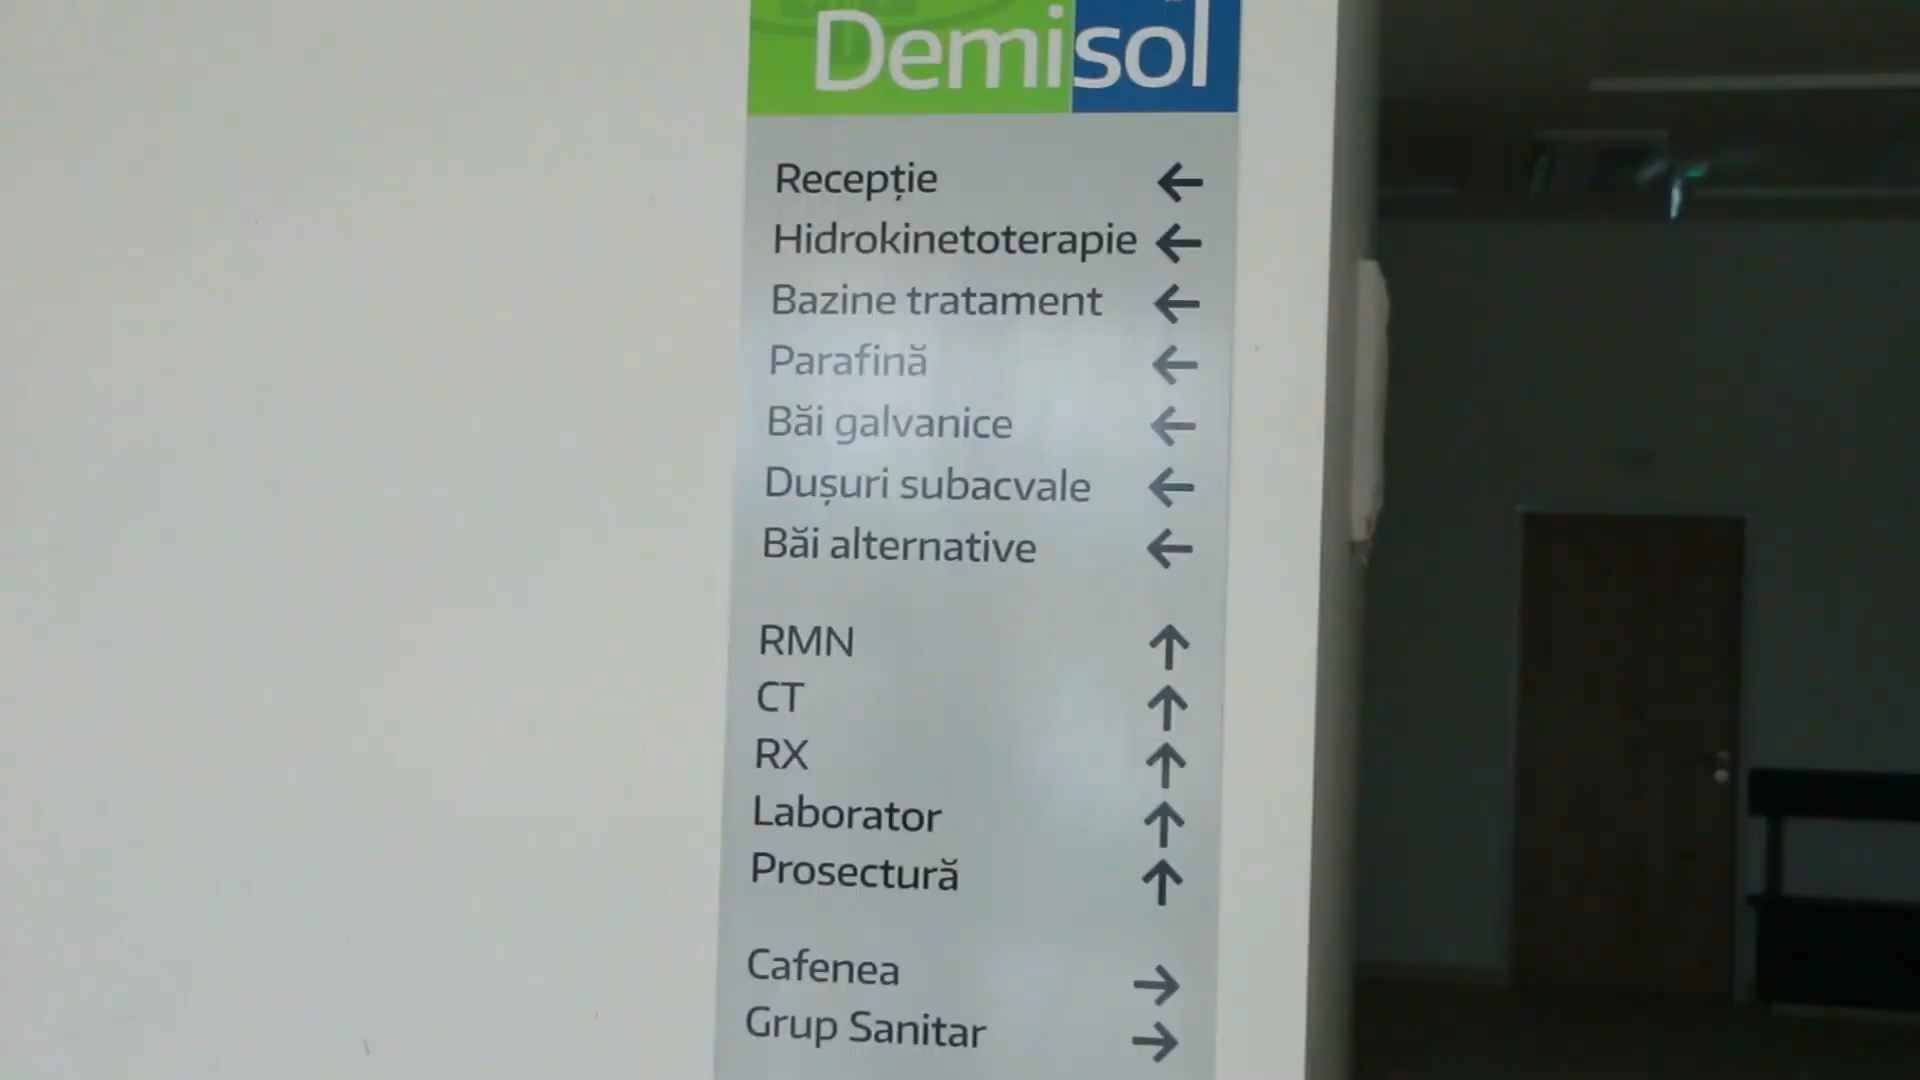 Demisol
Recepție ←
Hidrokinetoterapie ←
Bazine tratament ←
Parafină ←
Băi galvanice ←
Dușuri subacvale ←
Băi alternative ←
RMN ↑
CT ↑
RX ↑
Laborator ↑
Prosectură ↑
Cafenea →
Grup Sanitar →